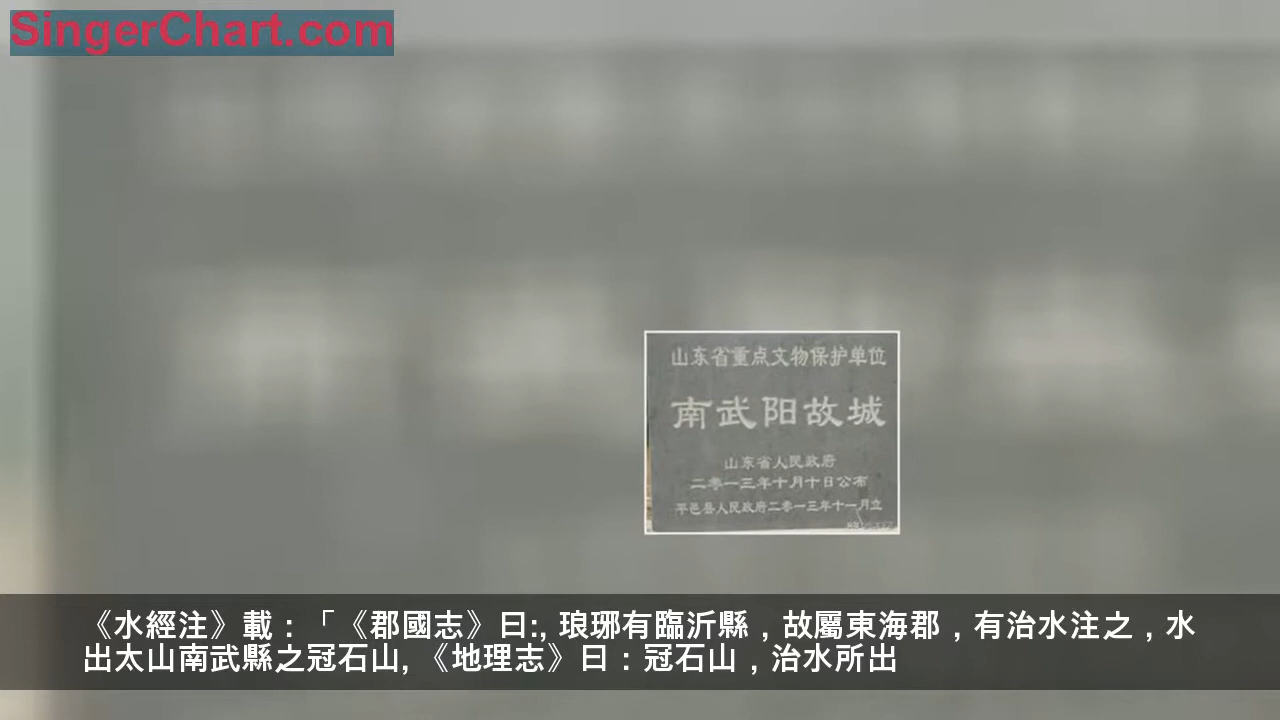 SingerChart.com
山东省重点文物保护单位
南武阳故城
山东省人民政府
二零一三年十月十日公布
平邑县人民政府二零一三年十一月立
《水經注》載：「《郡國志》曰:, 琅琊有臨沂縣，故屬東海郡，有治水注之，水
出太山南武縣之冠石山, 《地理志》曰：冠石山，治水所出